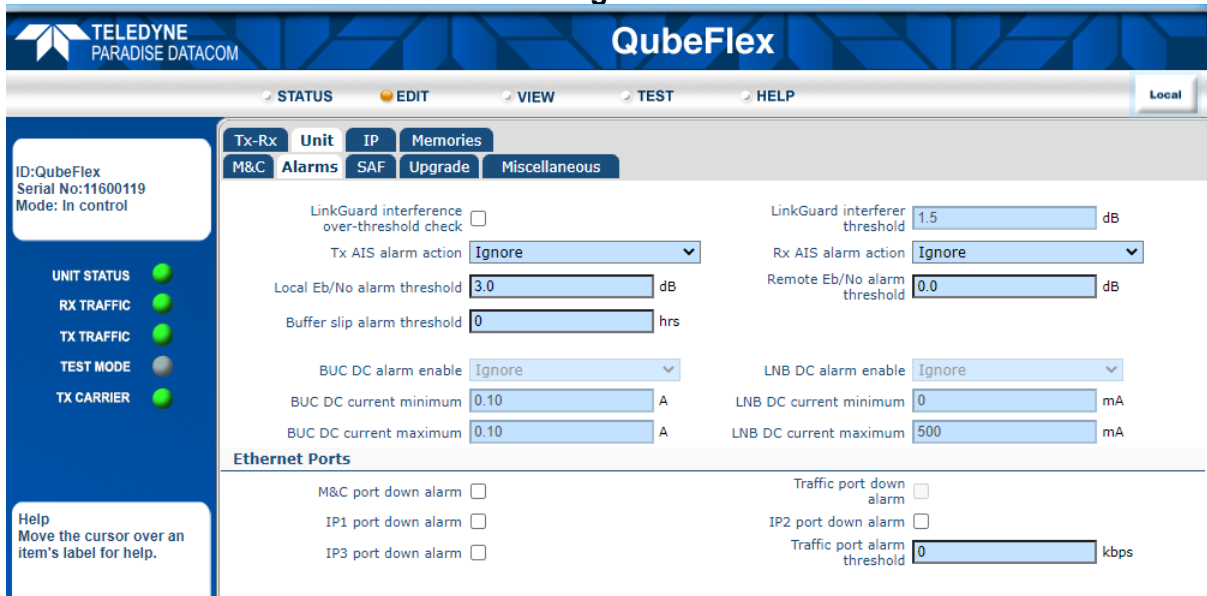 TELEDYNE
PARADISE DATACOM
QubeFlex
STATUS EDIT VIEW TEST HELP Local
ID:QubeFlex
Serial No:11600119
Mode: In control
UNIT STATUS
RX TRAFFIC
TX TRAFFIC
TEST MODE
TX CARRIER
Help
Move the cursor over an
item's label for help.
Tx-Rx Unit IP Memories
M&C Alarms SAF Upgrade Miscellaneous
LinkGuard interference
over-threshold check
LinkGuard interferer
threshold 1.5 dB
Tx AIS alarm action Ignore
Rx AIS alarm action Ignore
Local Eb/No alarm threshold 3.0 dB
Remote Eb/No alarm
threshold 0.0 dB
Buffer slip alarm threshold 0 hrs
BUC DC alarm enable Ignore
LNB DC alarm enable Ignore
BUC DC current minimum 0.10 A
LNB DC current minimum 0 mA
BUC DC current maximum 0.10 A
LNB DC current maximum 500 mA
Ethernet Ports
M&C port down alarm
Traffic port down
alarm
IP1 port down alarm
IP2 port down alarm
IP3 port down alarm
Traffic port alarm
threshold 0 kbps